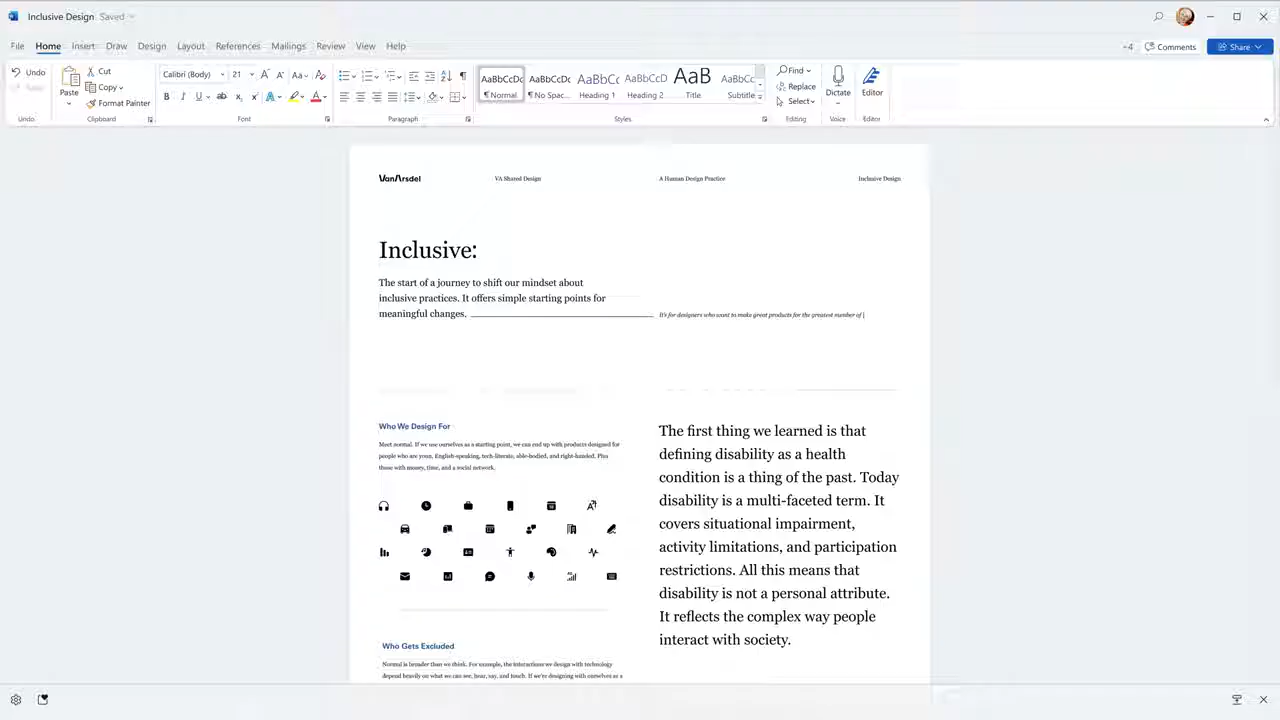 Inclusive Design Saved
File Home Insert Draw Design Layout References Mailings Review View Help
Comments Share
Undo
Paste
Cut
Copy
Format Painter
Calibri (Body) 21
AaBbCcDc AaBbCcDc AaBbCc AaBbCcD AaB AaBbCc
¶ Normal ¶ No Spac... Heading 1 Heading 2 Title Subtitle
Find
Replace
Select
Dictate
Editor
Undo Clipboard Font Paragraph Styles Editing Voice Editor
VanArsdel VA Shared Design A Human Design Practice Inclusive Design
Inclusive:
The start of a journey to shift our mindset about
inclusive practices. It offers simple starting points for
meaningful changes.
It's for designers who want to make great products for the greatest number of
Who We Design For
Meet normal. If we use ourselves as a starting point, we can end up with products designed for
people who are youn, English-speaking, tech-literate, able-bodied, and right-handed. Plus
those with money, time, and a social network.
Who Gets Excluded
Normal is broader than we think. For example, the interactions we design with technology
depend heavily on what we can see, hear, say, and touch. If we're designing with ourselves as a
The first thing we learned is that
defining disability as a health
condition is a thing of the past. Today
disability is a multi-faceted term. It
covers situational impairment,
activity limitations, and participation
restrictions. All this means that
disability is not a personal attribute.
It reflects the complex way people
interact with society.